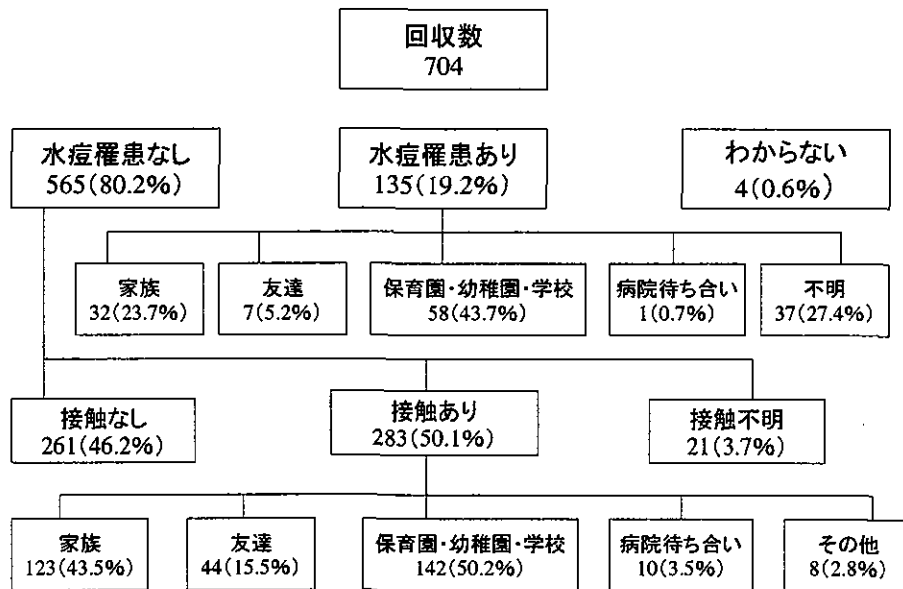 回収数
704
水痘罹患なし
565(80.2%)
水痘罹患あり
135(19.2%)
わからない
4(0.6%)
家族
32(23.7%)
友達
7(5.2%)
保育園・幼稚園・学校
58(43.7%)
病院待ち合い
1(0.7%)
不明
37(27.4%)
接触なし
261(46.2%)
接触あり
283(50.1%)
接触不明
21(3.7%)
家族
123(43.5%)
友達
44(15.5%)
保育園・幼稚園・学校
142(50.2%)
病院待ち合い
10(3.5%)
その他
8(2.8%)